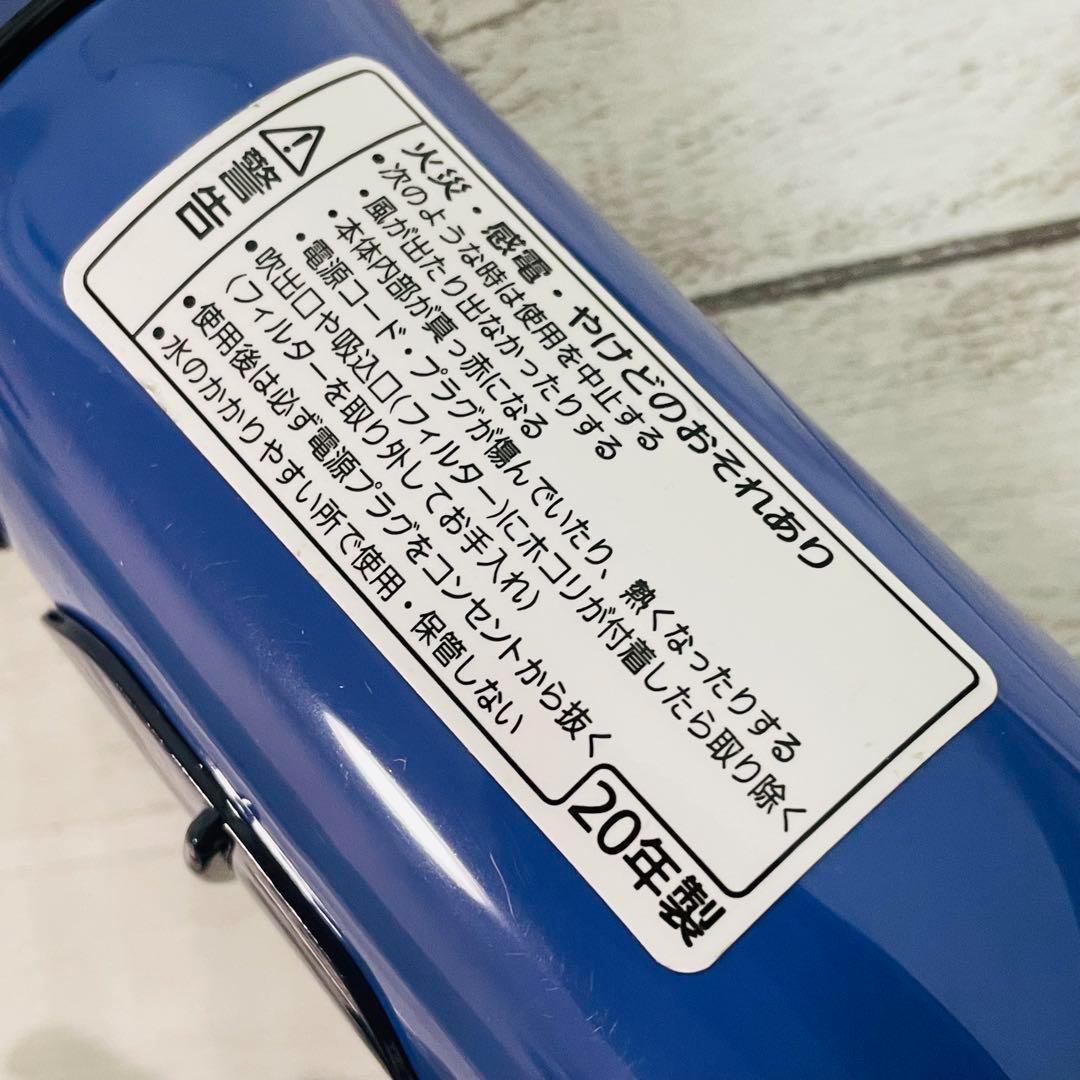 ⚠警告
火災・感電・やけどのおそれあり
•次のような時は使用を中止する
•風が出たり出なかったりする
•本体内部が真っ赤になる
•電源コード・プラグが傷んでいたり、熱くなったりする
•吹出口や吸込口(フィルター)にホコリが付着したら取り除く
(フィルターを取り外してお手入れ)
•使用後は必ず電源プラグをコンセントから抜く
•水のかかりやすい所で使用・保管しない
20年製